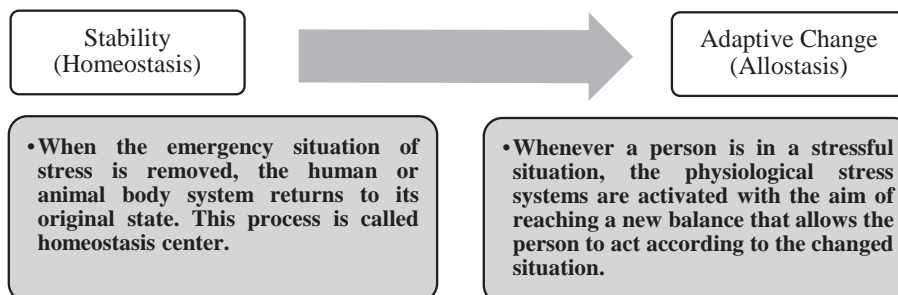 Stability
(Homeostasis)
Adaptive Change
(Allostasis)
•When the emergency situation of
stress is removed, the human or
animal body system returns to its
original state. This process is called
homeostasis center.
•Whenever a person is in a stressful
situation, the physiological stress
systems are activated with the aim of
reaching a new balance that allows the
person to act according to the changed
situation.